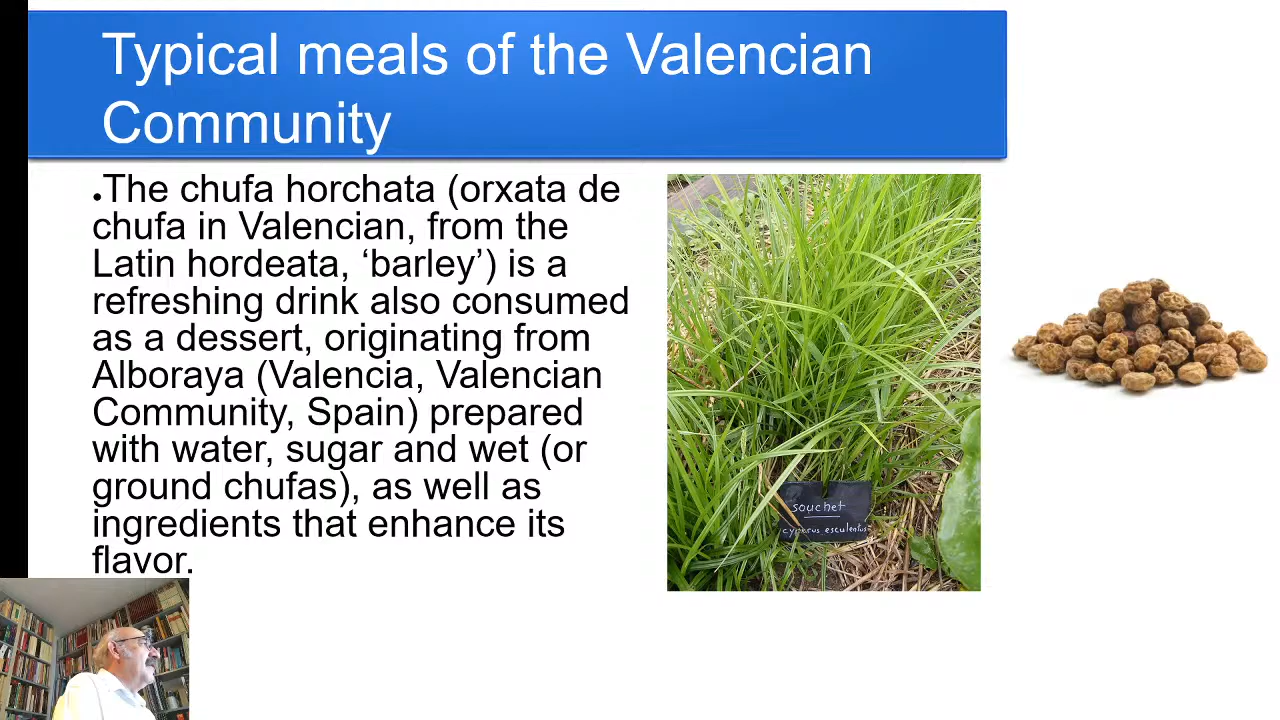 Typical meals of the Valencian
Community
●The chufa horchata (orxata de
chufa in Valencian, from the
Latin hordeata, ‘barley’) is a
refreshing drink also consumed
as a dessert, originating from
Alboraya (Valencia, Valencian
Community, Spain) prepared
with water, sugar and wet (or
ground chufas), as well as
ingredients that enhance its
flavor.
souchet
cyperus esculentus